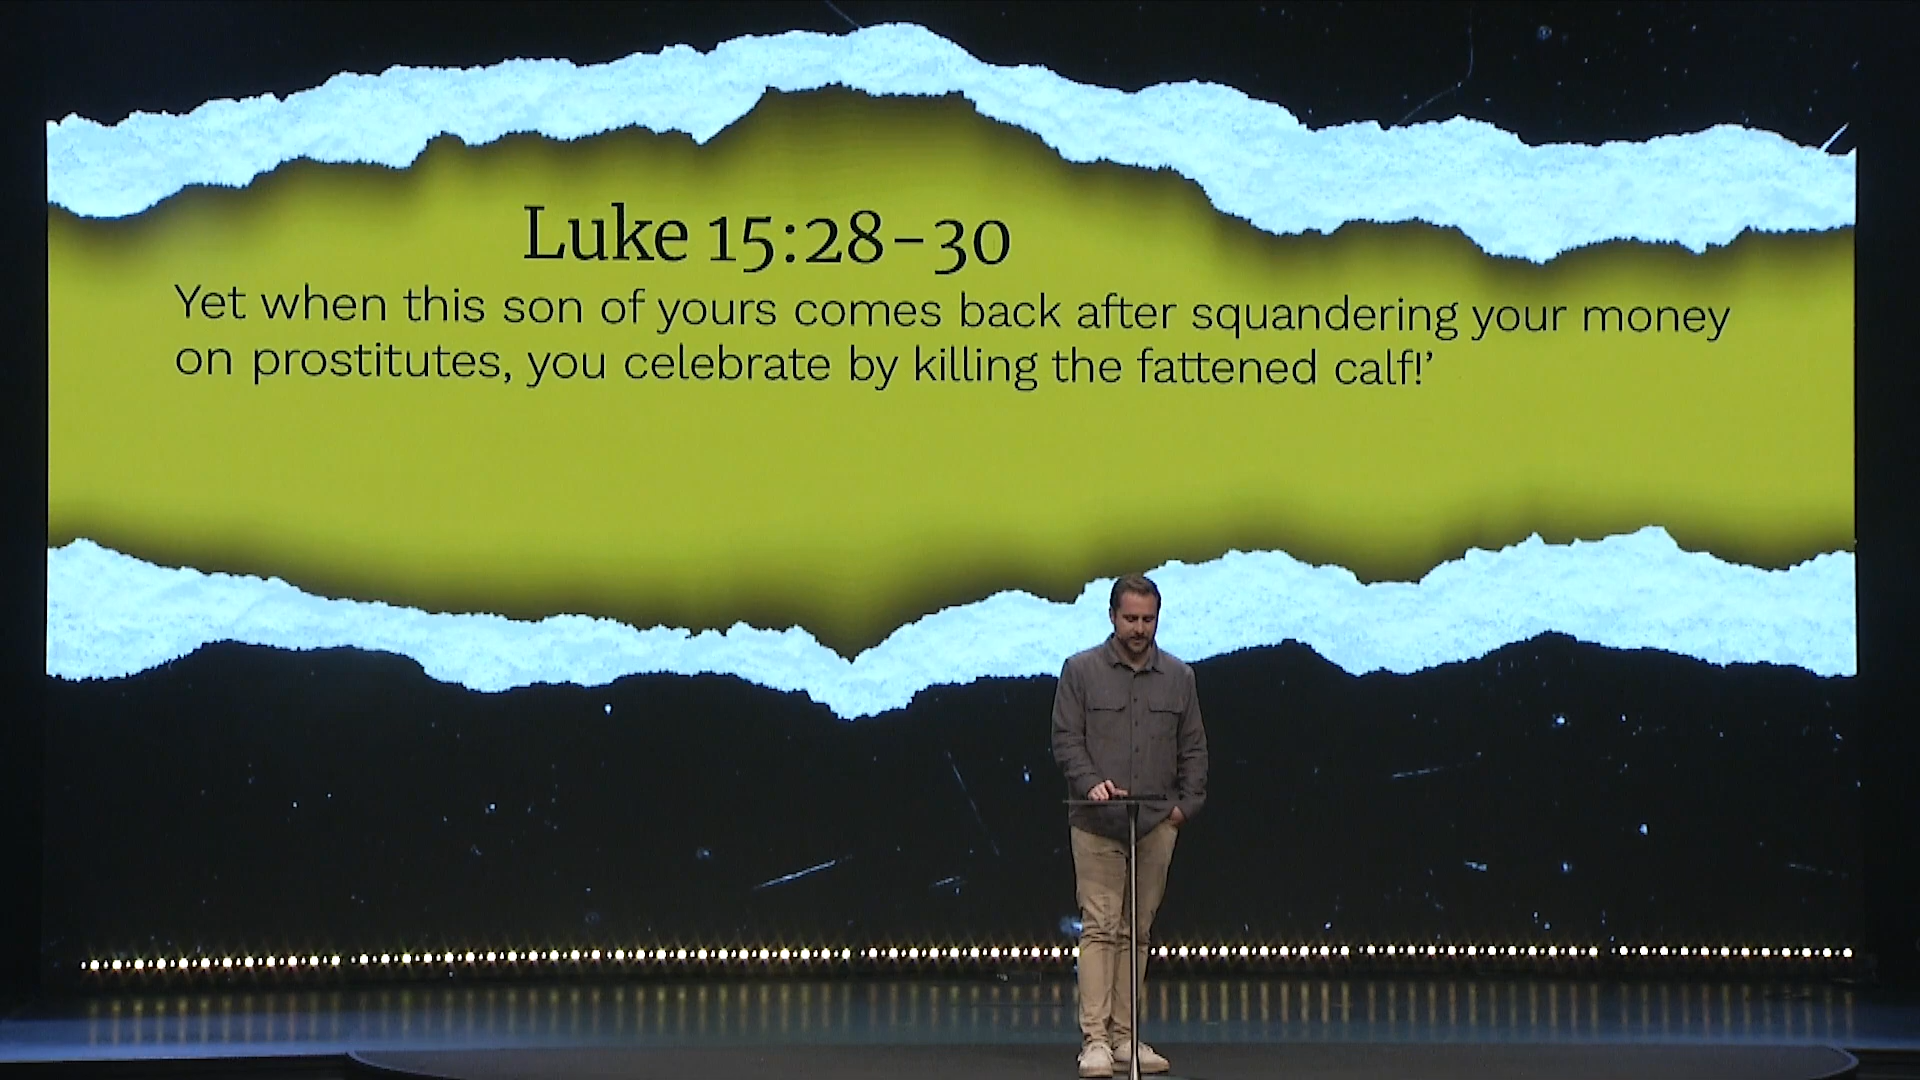 Luke 15:28–30
Yet when this son of yours comes back after squandering your money
on prostitutes, you celebrate by killing the fattened calf!’